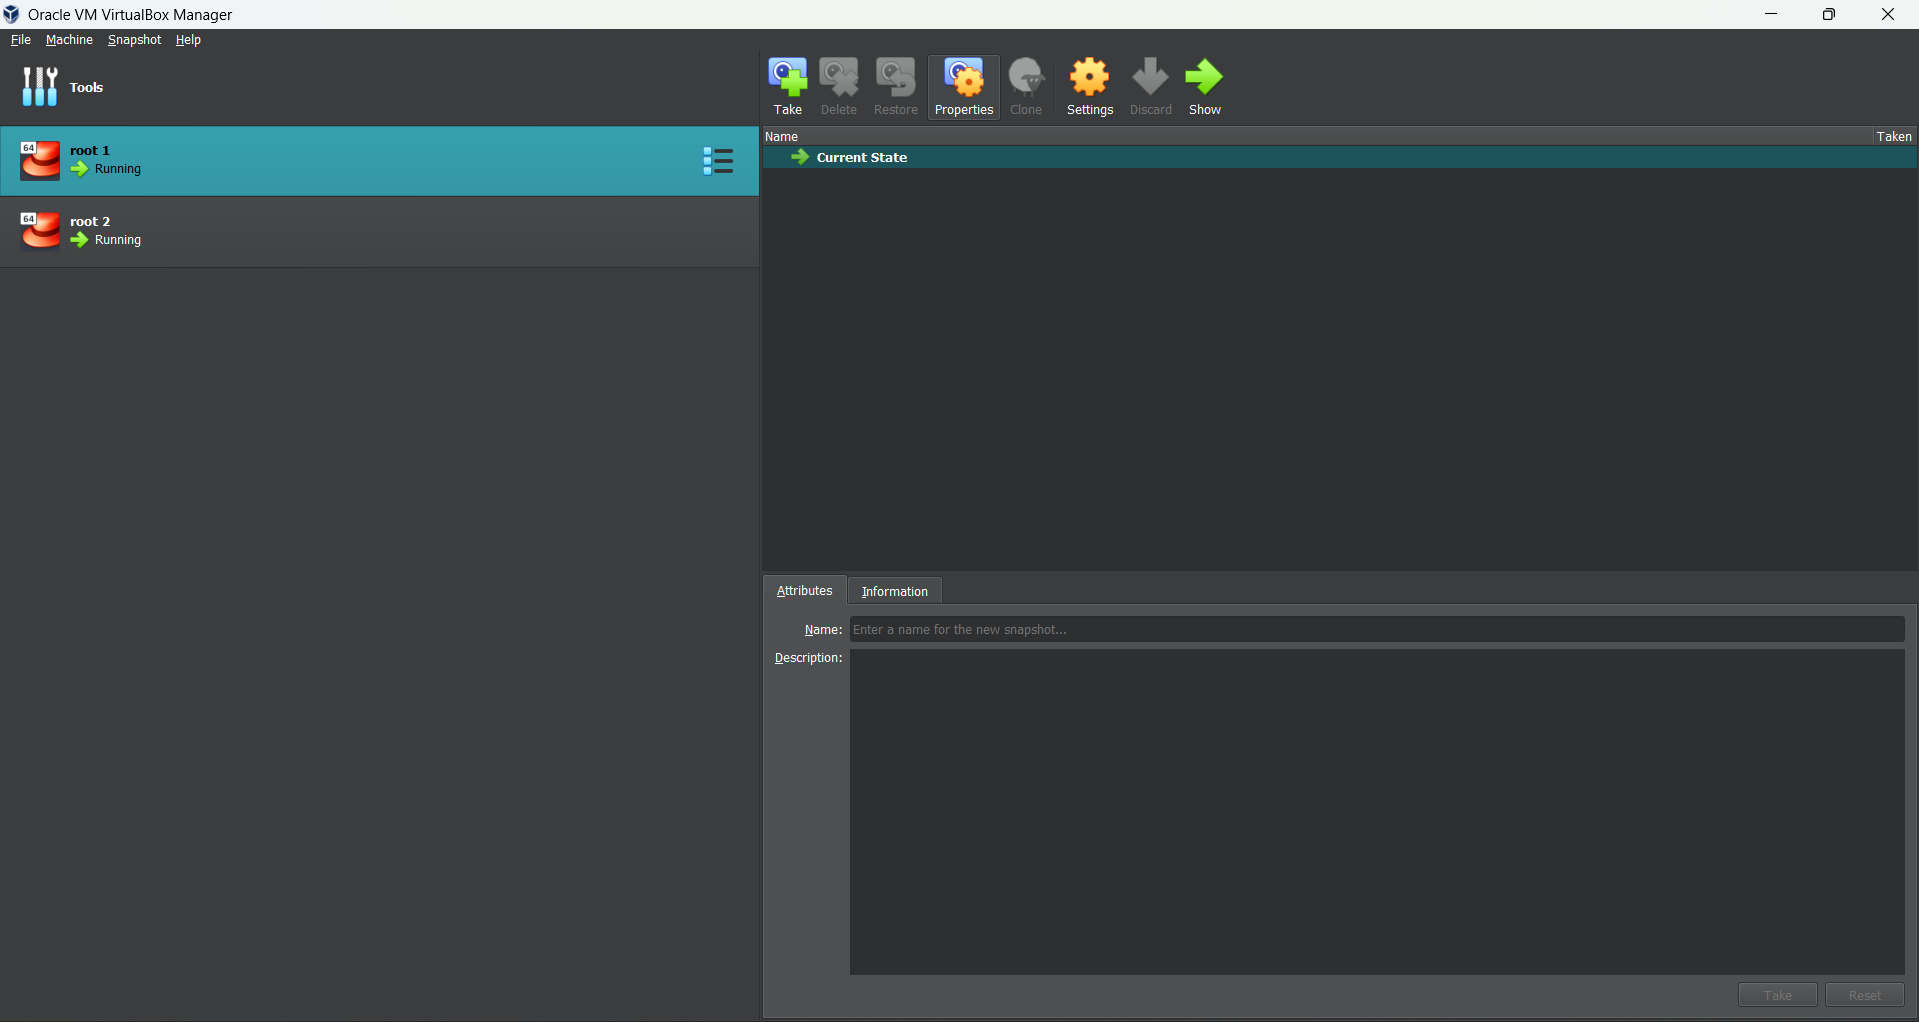 Oracle VM VirtualBox Manager
File Machine Snapshot Help
Tools
Take Delete Restore Properties Clone Settings Discard Show
64 root 1
Running
64 root 2
Running
Name Taken
Current State
Attributes Information
Name: Enter a name for the new snapshot...
Description:
Take Reset